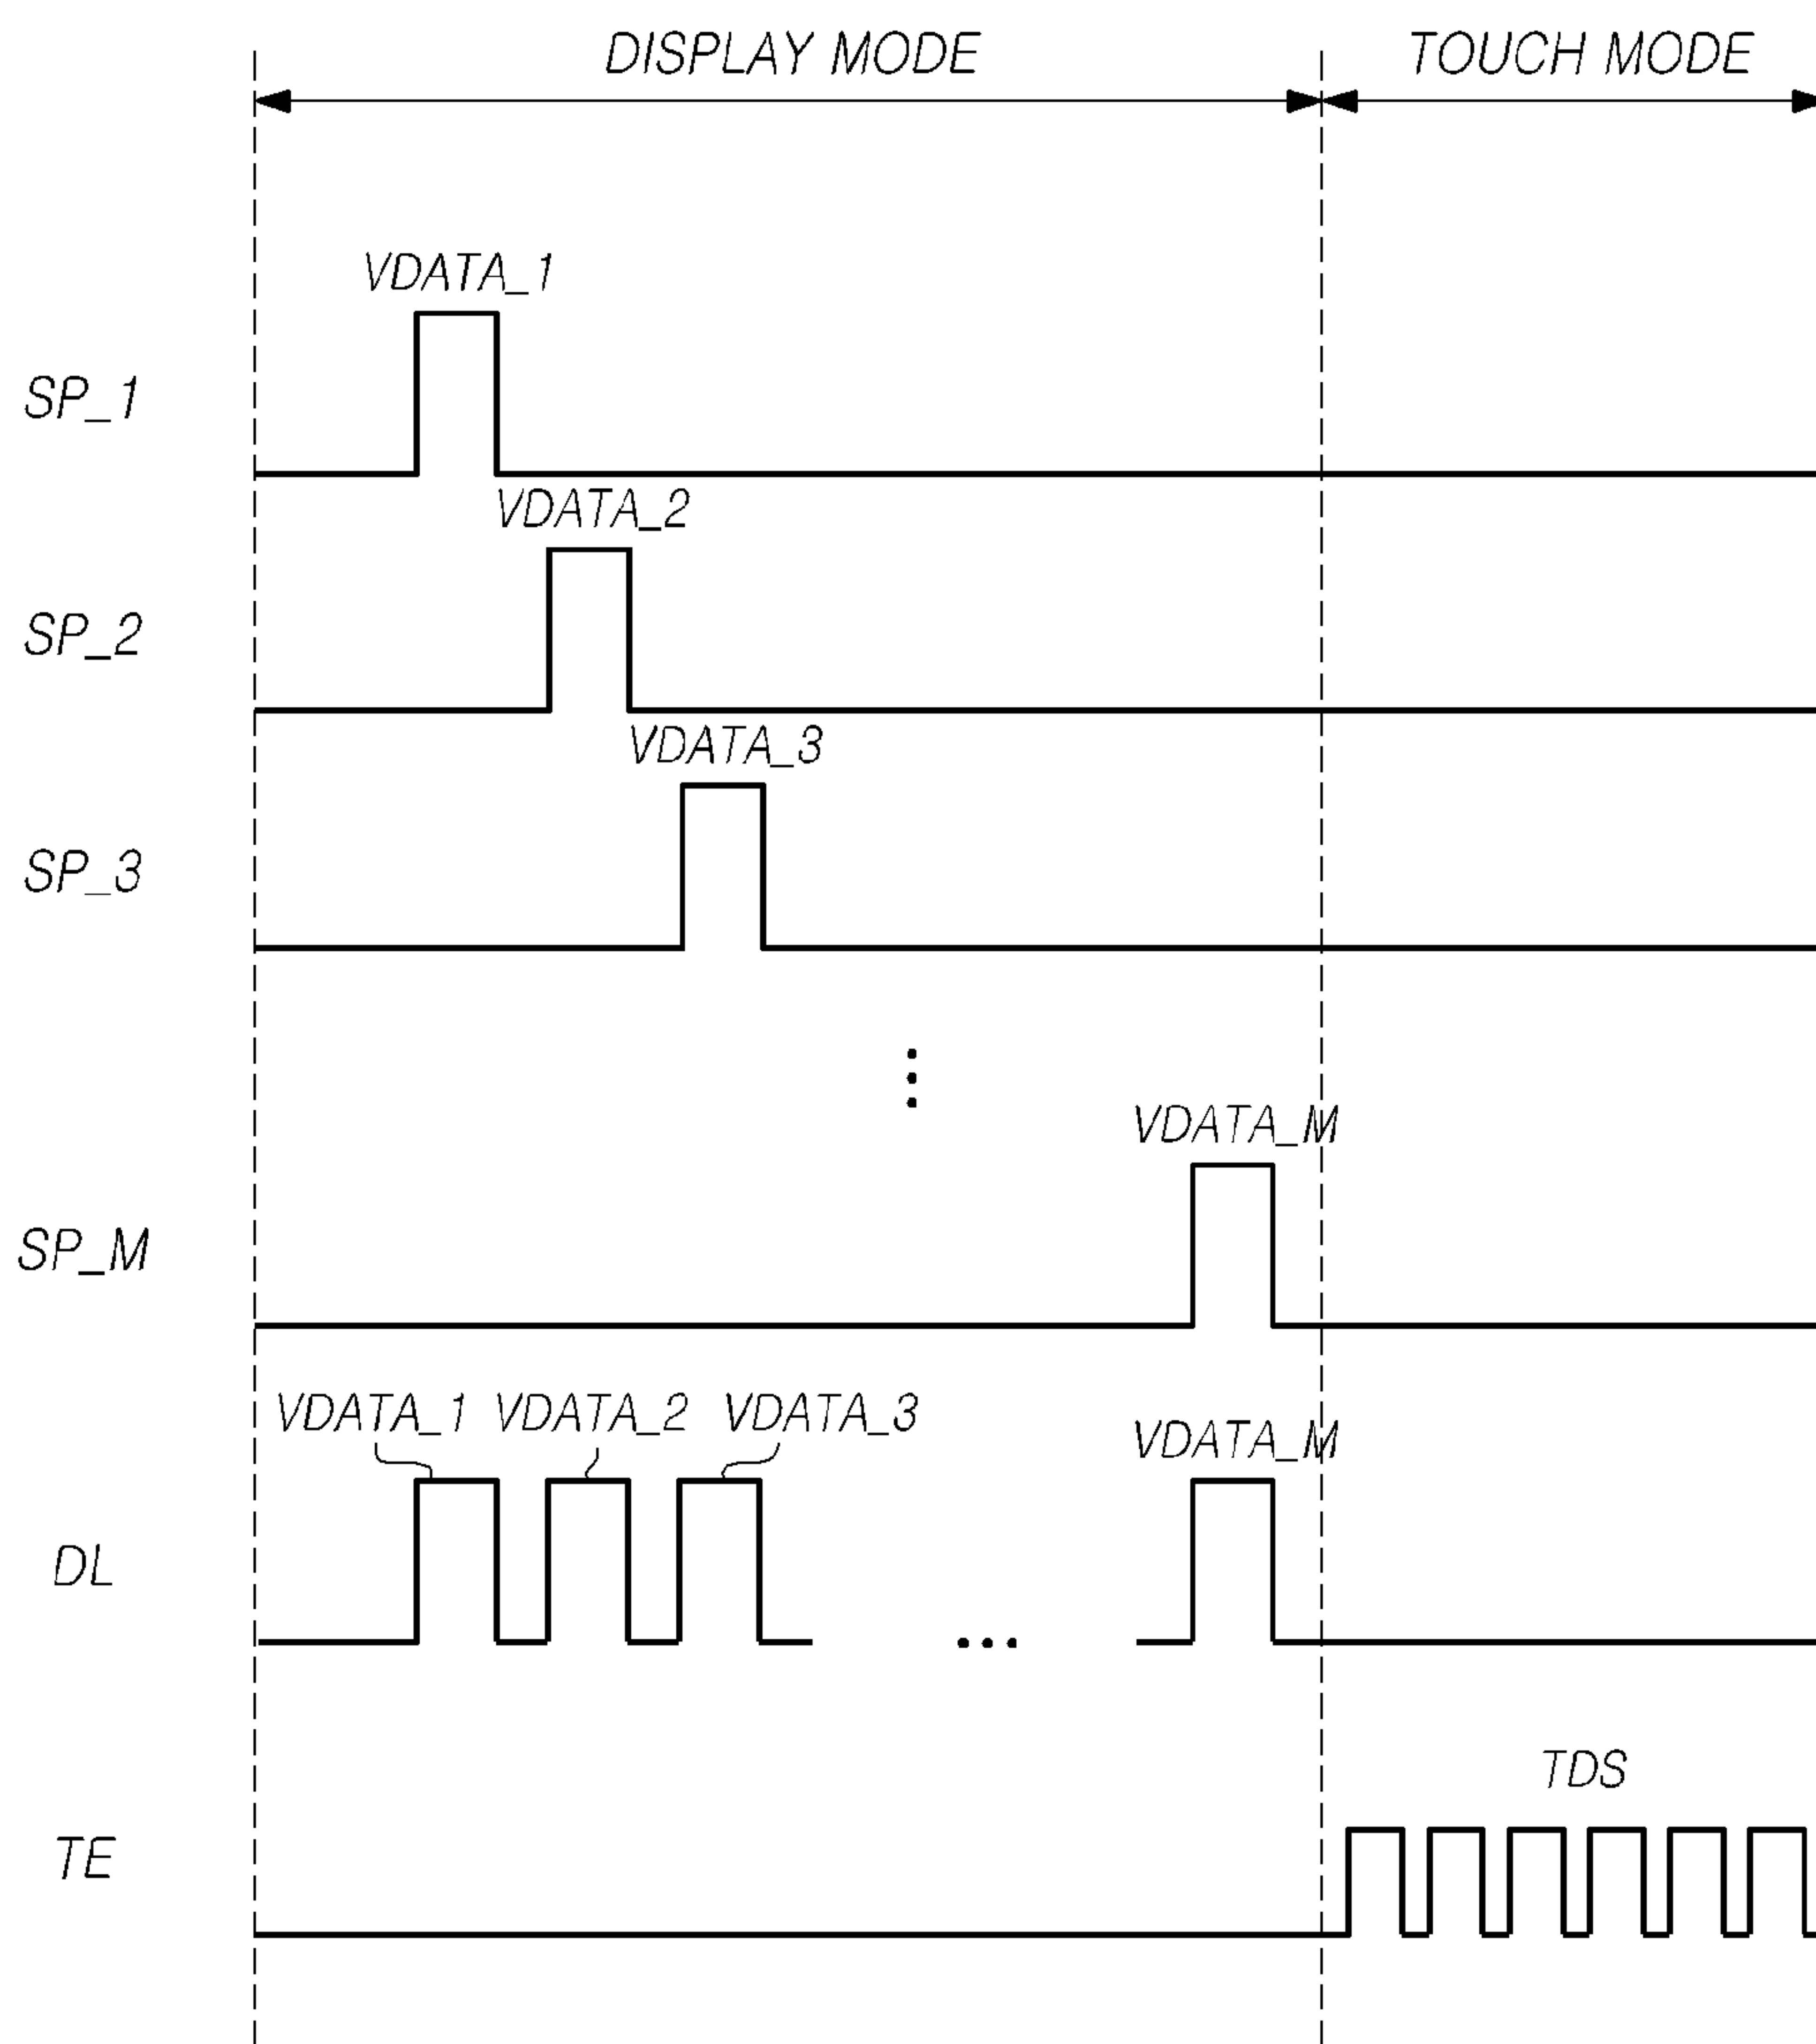 DISPLAY MODE TOUCH MODE
VDATA_1
SP_1
VDATA_2
SP_2
VDATA_3
SP_3
VDATA_M
SP_M
VDATA_1 VDATA_2 VDATA_3 VDATA_M
DL
TDS
TE